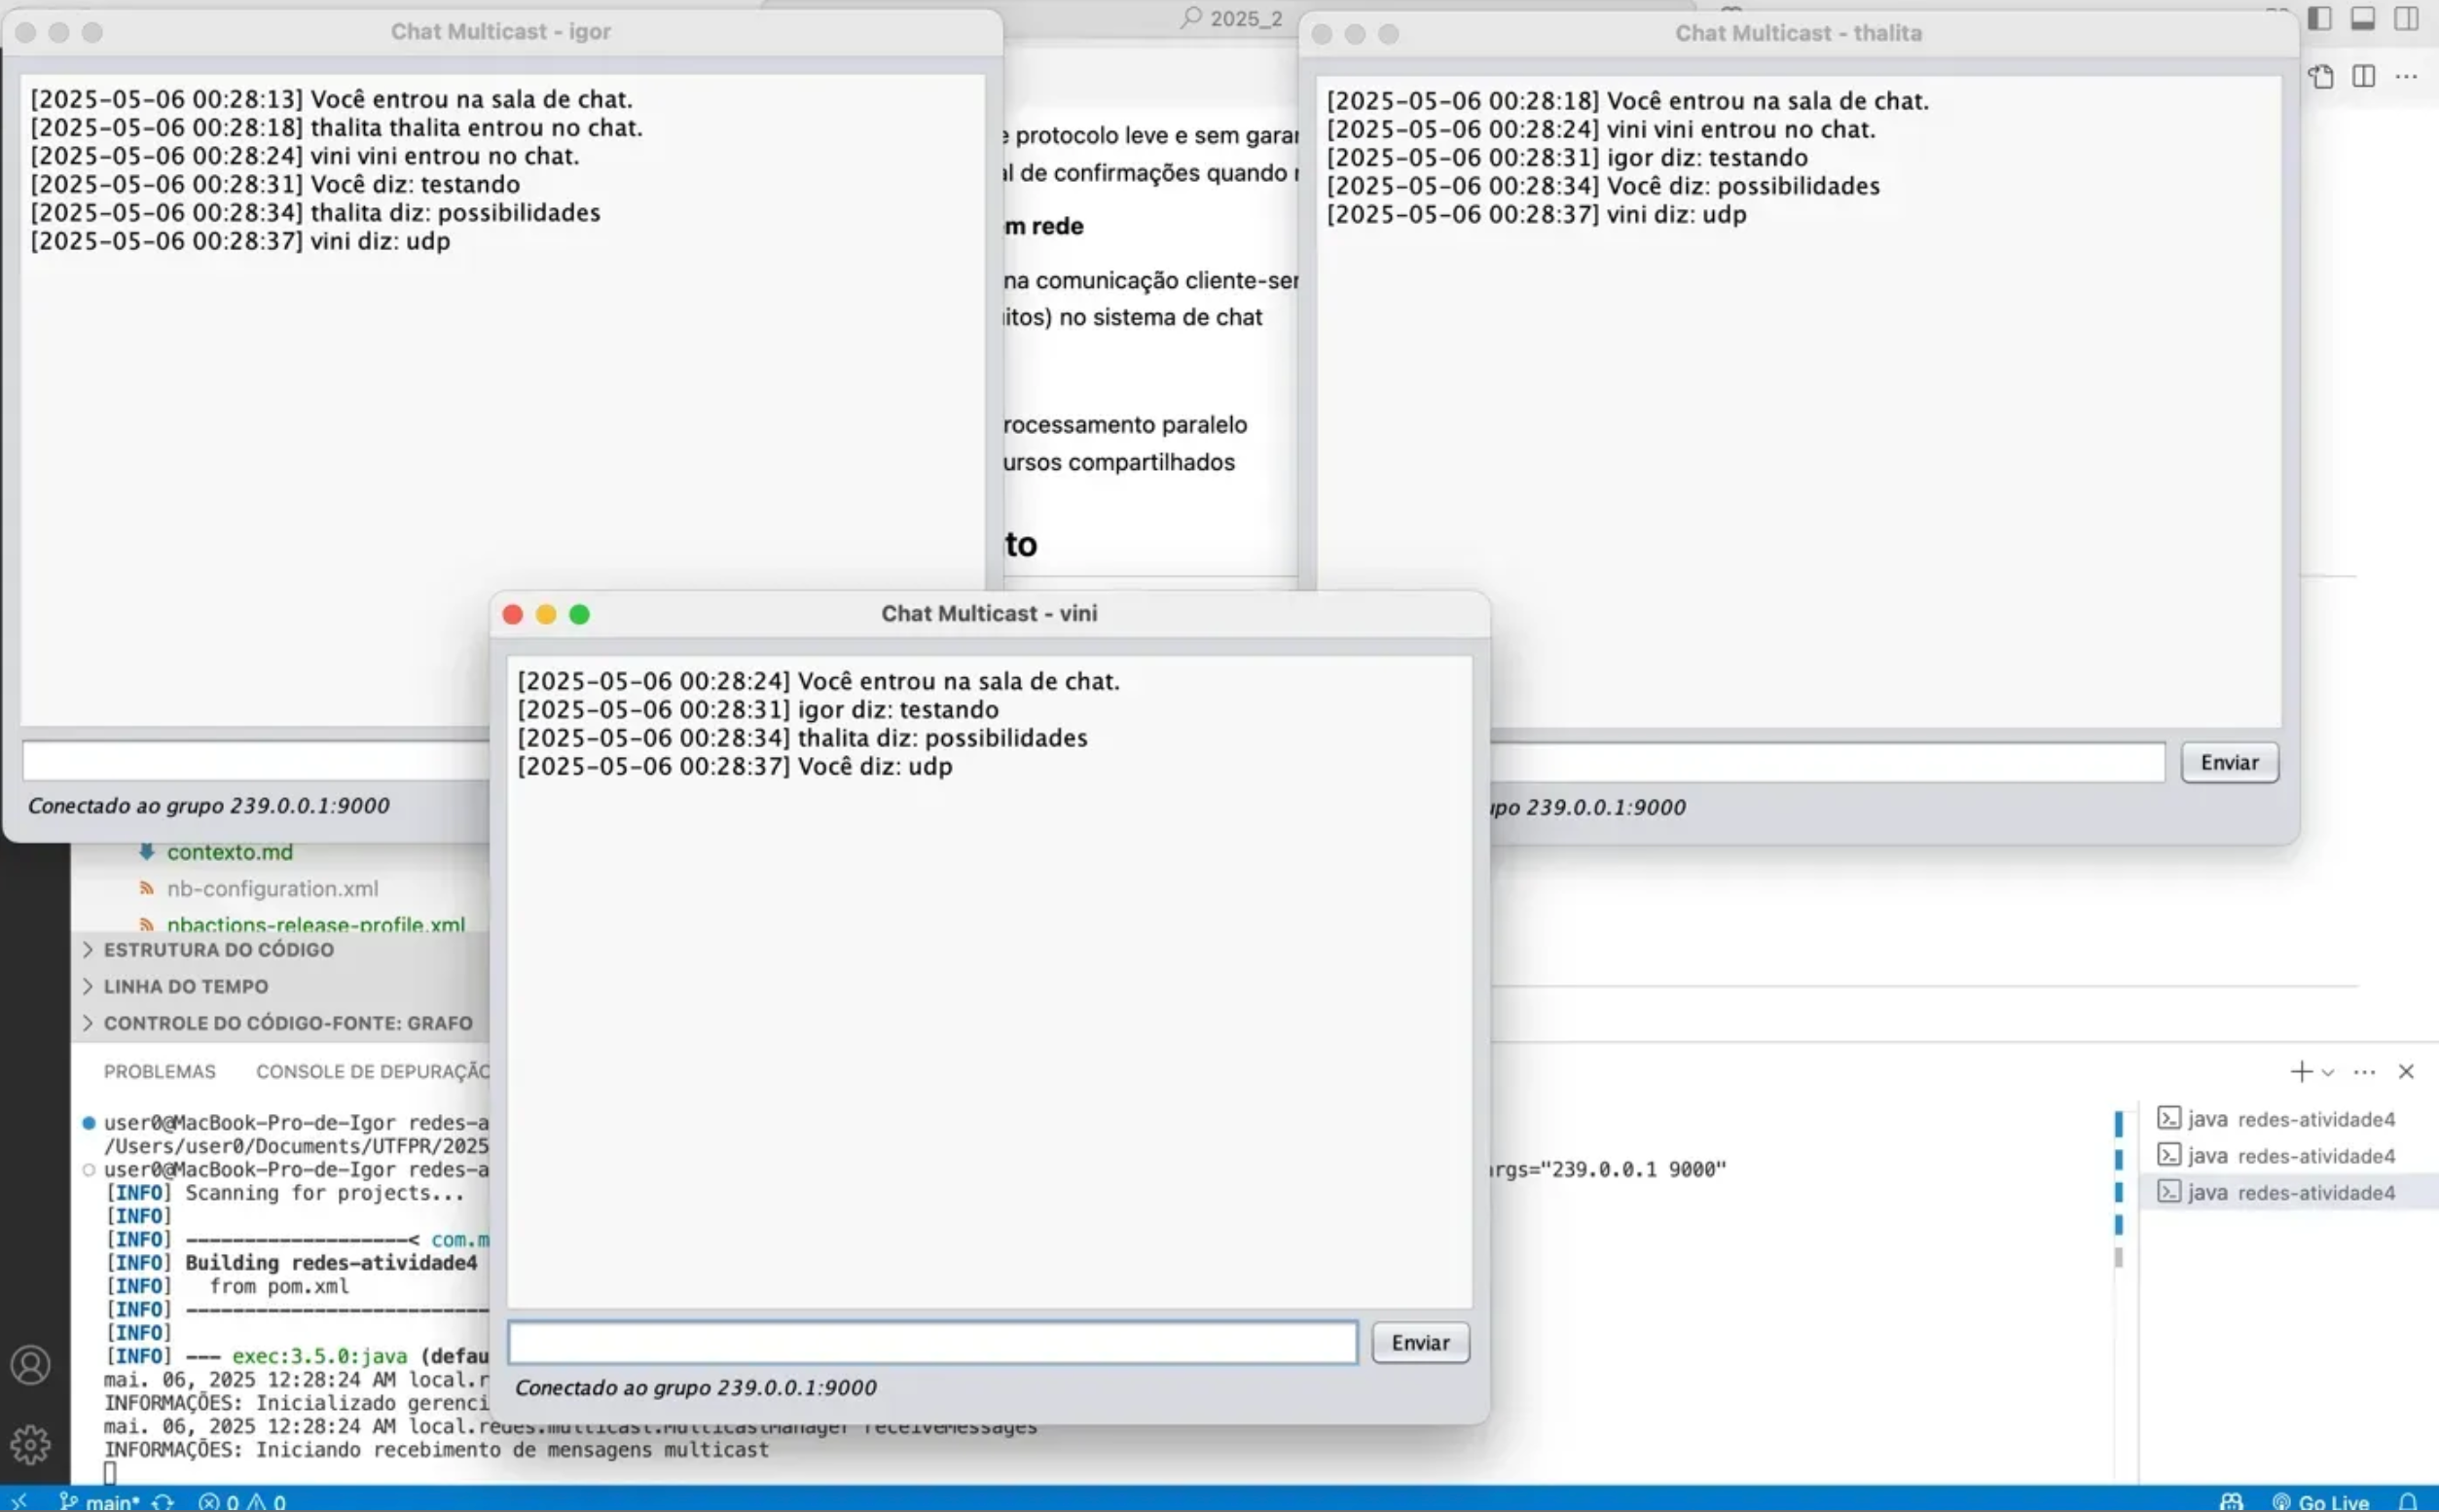 2025_2
Chat Multicast - igor
[2025-05-06 00:28:13] Você entrou na sala de chat.
[2025-05-06 00:28:18] thalita thalita entrou no chat.
[2025-05-06 00:28:24] vini vini entrou no chat.
[2025-05-06 00:28:31] Você diz: testando
[2025-05-06 00:28:34] thalita diz: possibilidades
[2025-05-06 00:28:37] vini diz: udp
Conectado ao grupo 239.0.0.1:9000
e protocolo leve e sem
de confirmações quando
m rede
na comunicação
no sistema de chat
paralelo
compartilhados
to
Chat Multicast - thalita
[2025-05-06 00:28:18] Você entrou na sala de chat.
[2025-05-06 00:28:24] vini vini entrou no chat.
[2025-05-06 00:28:31] igor diz: testando
[2025-05-06 00:28:34] Você diz: possibilidades
[2025-05-06 00:28:37] vini diz: udp
Enviar
239.0.0.1:9000
Chat Multicast - vini
[2025-05-06 00:28:24] Você entrou na sala de chat.
[2025-05-06 00:28:31] igor diz: testando
[2025-05-06 00:28:34] thalita diz: possibilidades
[2025-05-06 00:28:37] Você diz: udp
Enviar
Conectado ao grupo 239.0.0.1:9000
contexto.md
nb-configuration.xml
nbactions-release-profile.xml
ESTRUTURA DO CÓDIGO
LINHA DO TEMPO
CONTROLE DO CÓDIGO-FONTE: GRAFO
PROBLEMAS CONSOLE DE DEPURAÇÃO
user0@MacBook-Pro-de-Igor redes-a
/Users/user0/Documents/UTFPR/2025
user0@MacBook-Pro-de-Igor redes-a rgs="239.0.0.1 9000"
[INFO] Scanning for projects...
[INFO]
[INFO] -------------------< com.m
[INFO] Building redes-atividade4
[INFO] from pom.xml
[INFO] --------------------------
[INFO]
[INFO] --- exec:3.5.0:java (defau
mai. 06, 2025 12:28:24 AM local.r
INFORMAÇÕES: Inicializado gerenci
mai. 06, 2025 12:28:24 AM local.redes.multicast.MulticastManager receiveMessages
INFORMAÇÕES: Iniciando recebimento de mensagens multicast
java redes-atividade4
java redes-atividade4
java redes-atividade4
main* 0 0
Go Live